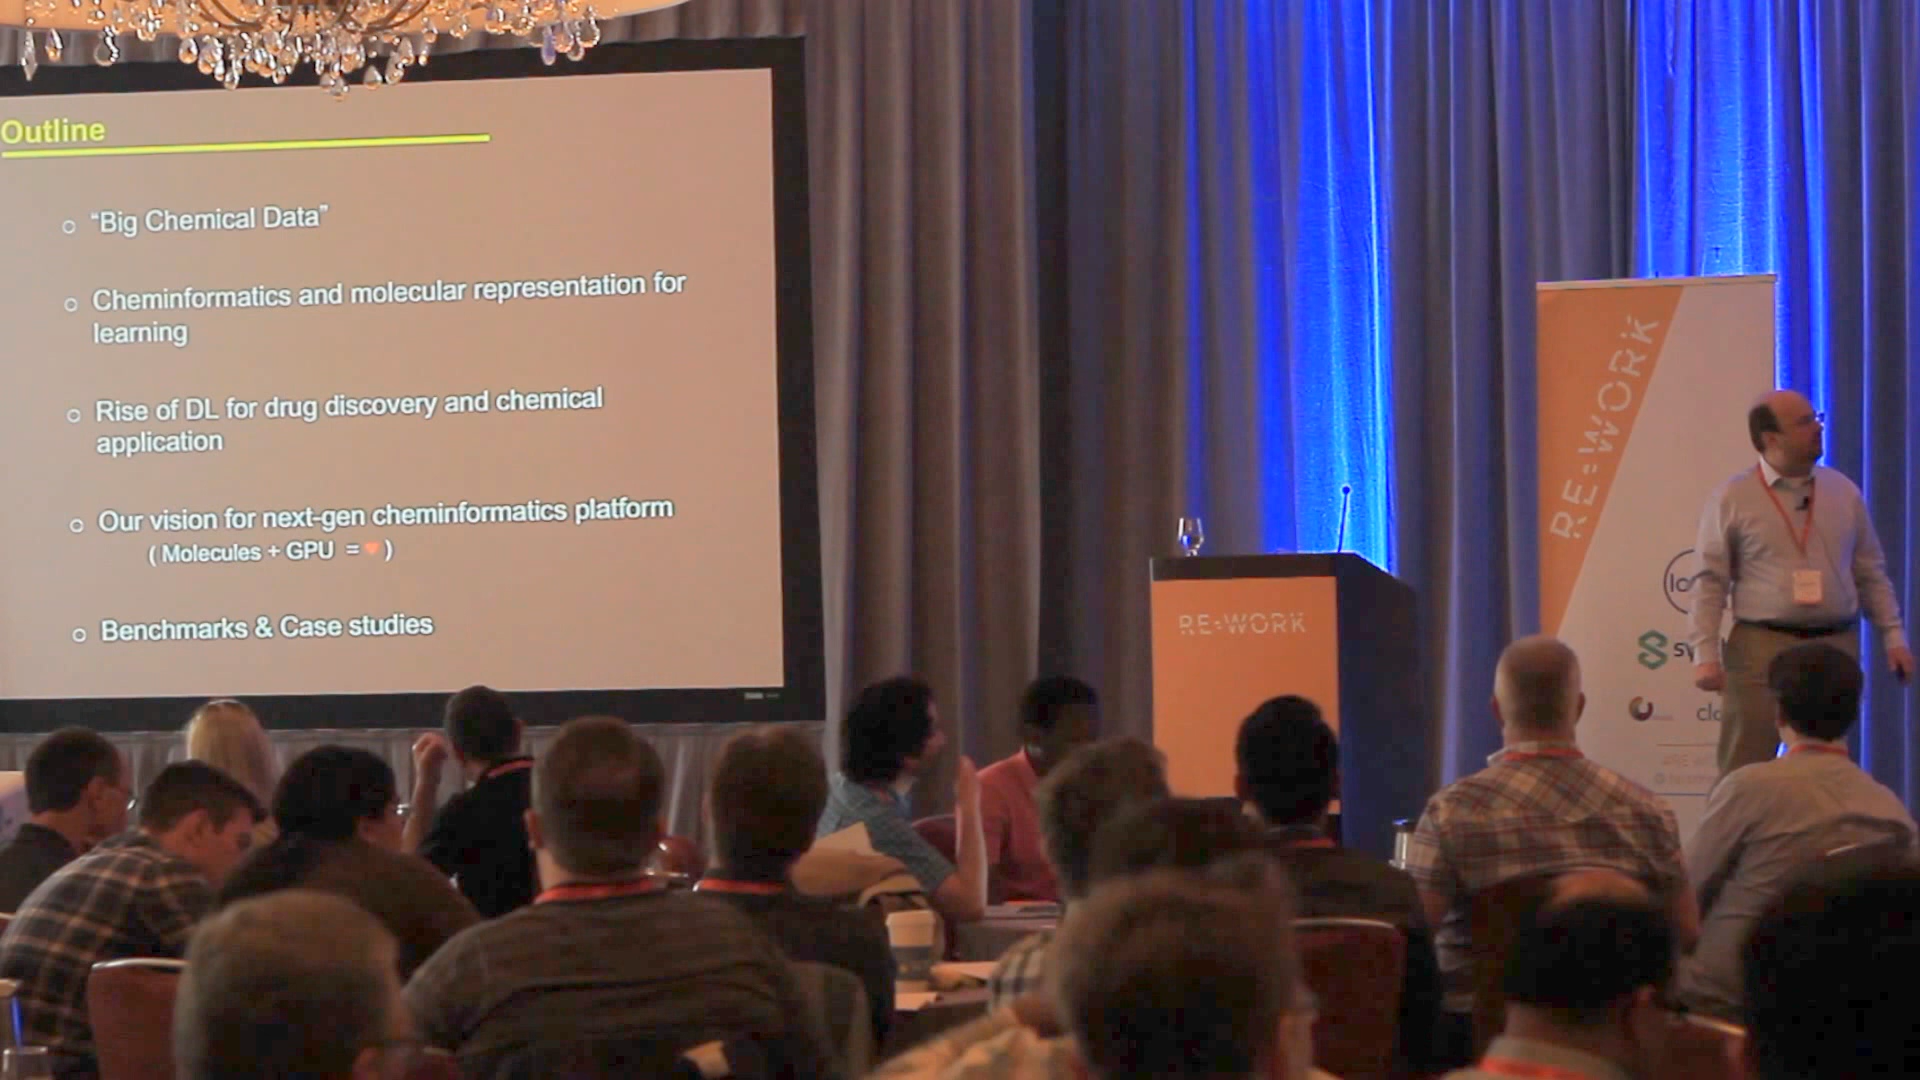 Outline
○ “Big Chemical Data”
○ Cheminformatics and molecular representation for
learning
○ Rise of DL for drug discovery and chemical
application
○ Our vision for next-gen cheminformatics platform
( Molecules + GPU = ♥ )
○ Benchmarks & Case studies
RE•WORK
RE•WORK